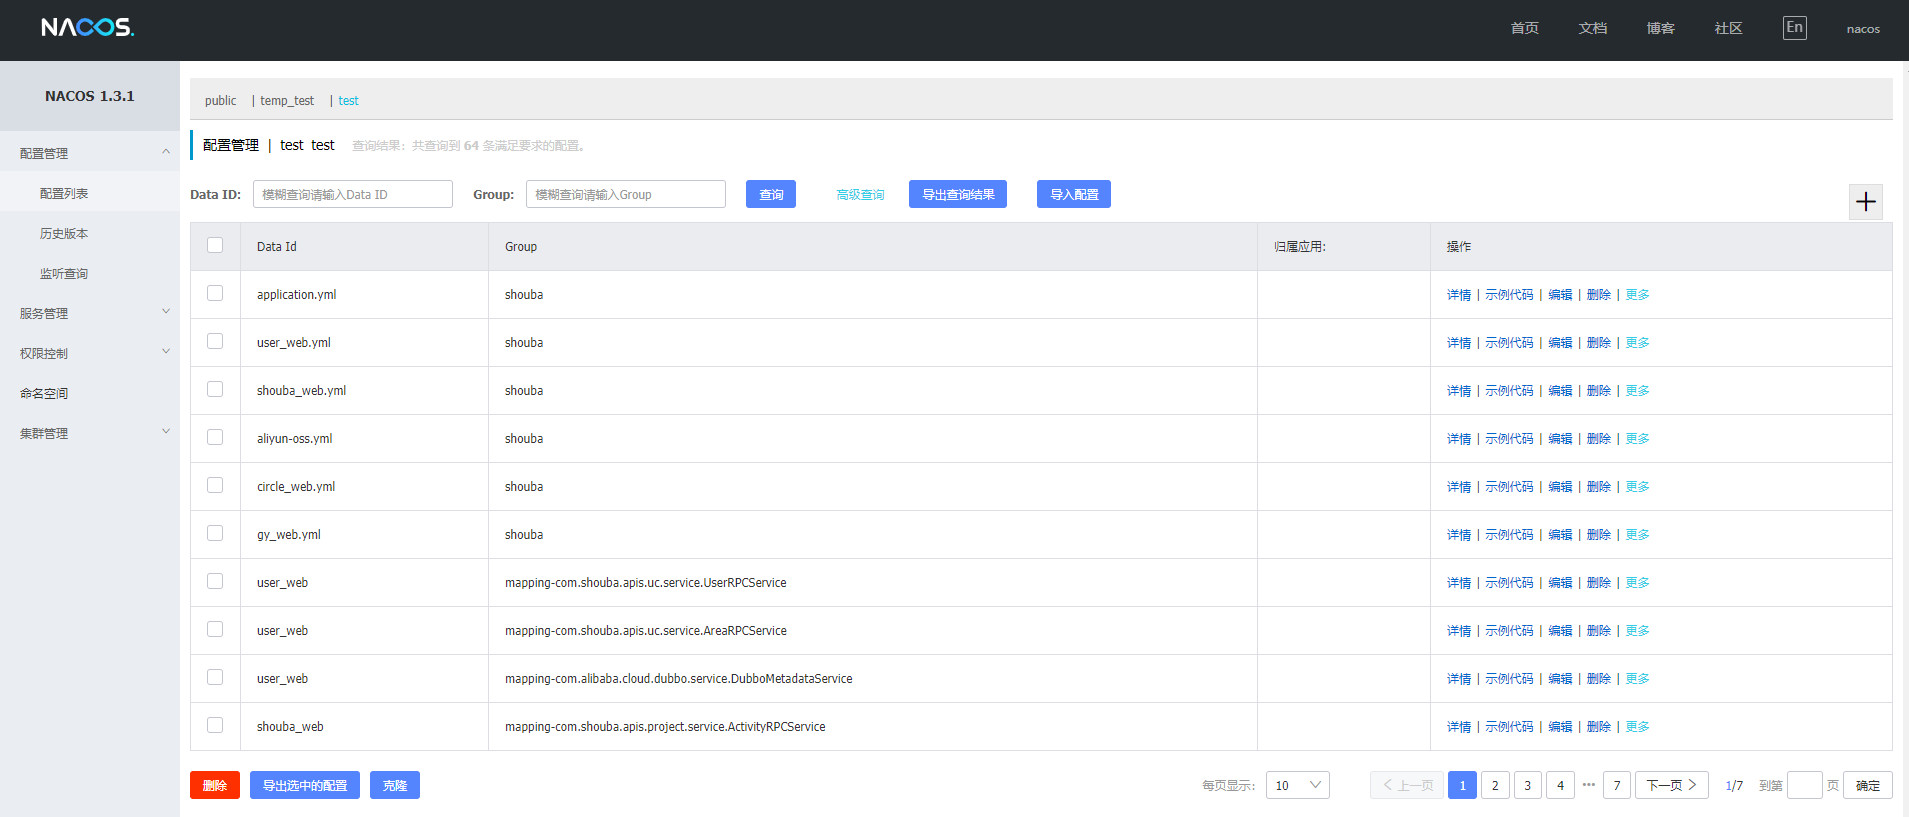 NACOS.
首页 文档 博客 社区 En nacos
NACOS 1.3.1
配置管理
配置列表
历史版本
监听查询
服务管理
权限控制
命名空间
集群管理
public | temp_test | test
配置管理 | test test 查询结果：共查询到 64 条满足要求的配置。
Data ID: 模糊查询请输入Data ID Group: 模糊查询请输入Group 查询 高级查询 导出查询结果 导入配置
Data Id Group 归属应用: 操作
application.yml shouba 详情 | 示例代码 | 编辑 | 删除 | 更多
user_web.yml shouba 详情 | 示例代码 | 编辑 | 删除 | 更多
shouba_web.yml shouba 详情 | 示例代码 | 编辑 | 删除 | 更多
aliyun-oss.yml shouba 详情 | 示例代码 | 编辑 | 删除 | 更多
circle_web.yml shouba 详情 | 示例代码 | 编辑 | 删除 | 更多
gy_web.yml shouba 详情 | 示例代码 | 编辑 | 删除 | 更多
user_web mapping-com.shouba.apis.uc.service.UserRPCService 详情 | 示例代码 | 编辑 | 删除 | 更多
user_web mapping-com.shouba.apis.uc.service.AreaRPCService 详情 | 示例代码 | 编辑 | 删除 | 更多
user_web mapping-com.alibaba.cloud.dubbo.service.DubboMetadataService 详情 | 示例代码 | 编辑 | 删除 | 更多
shouba_web mapping-com.shouba.apis.project.service.ActivityRPCService 详情 | 示例代码 | 编辑 | 删除 | 更多
删除 导出选中的配置 克隆 每页显示: 10 上一页 1 2 3 4 ••• 7 下一页 1/7 到第 页 确定